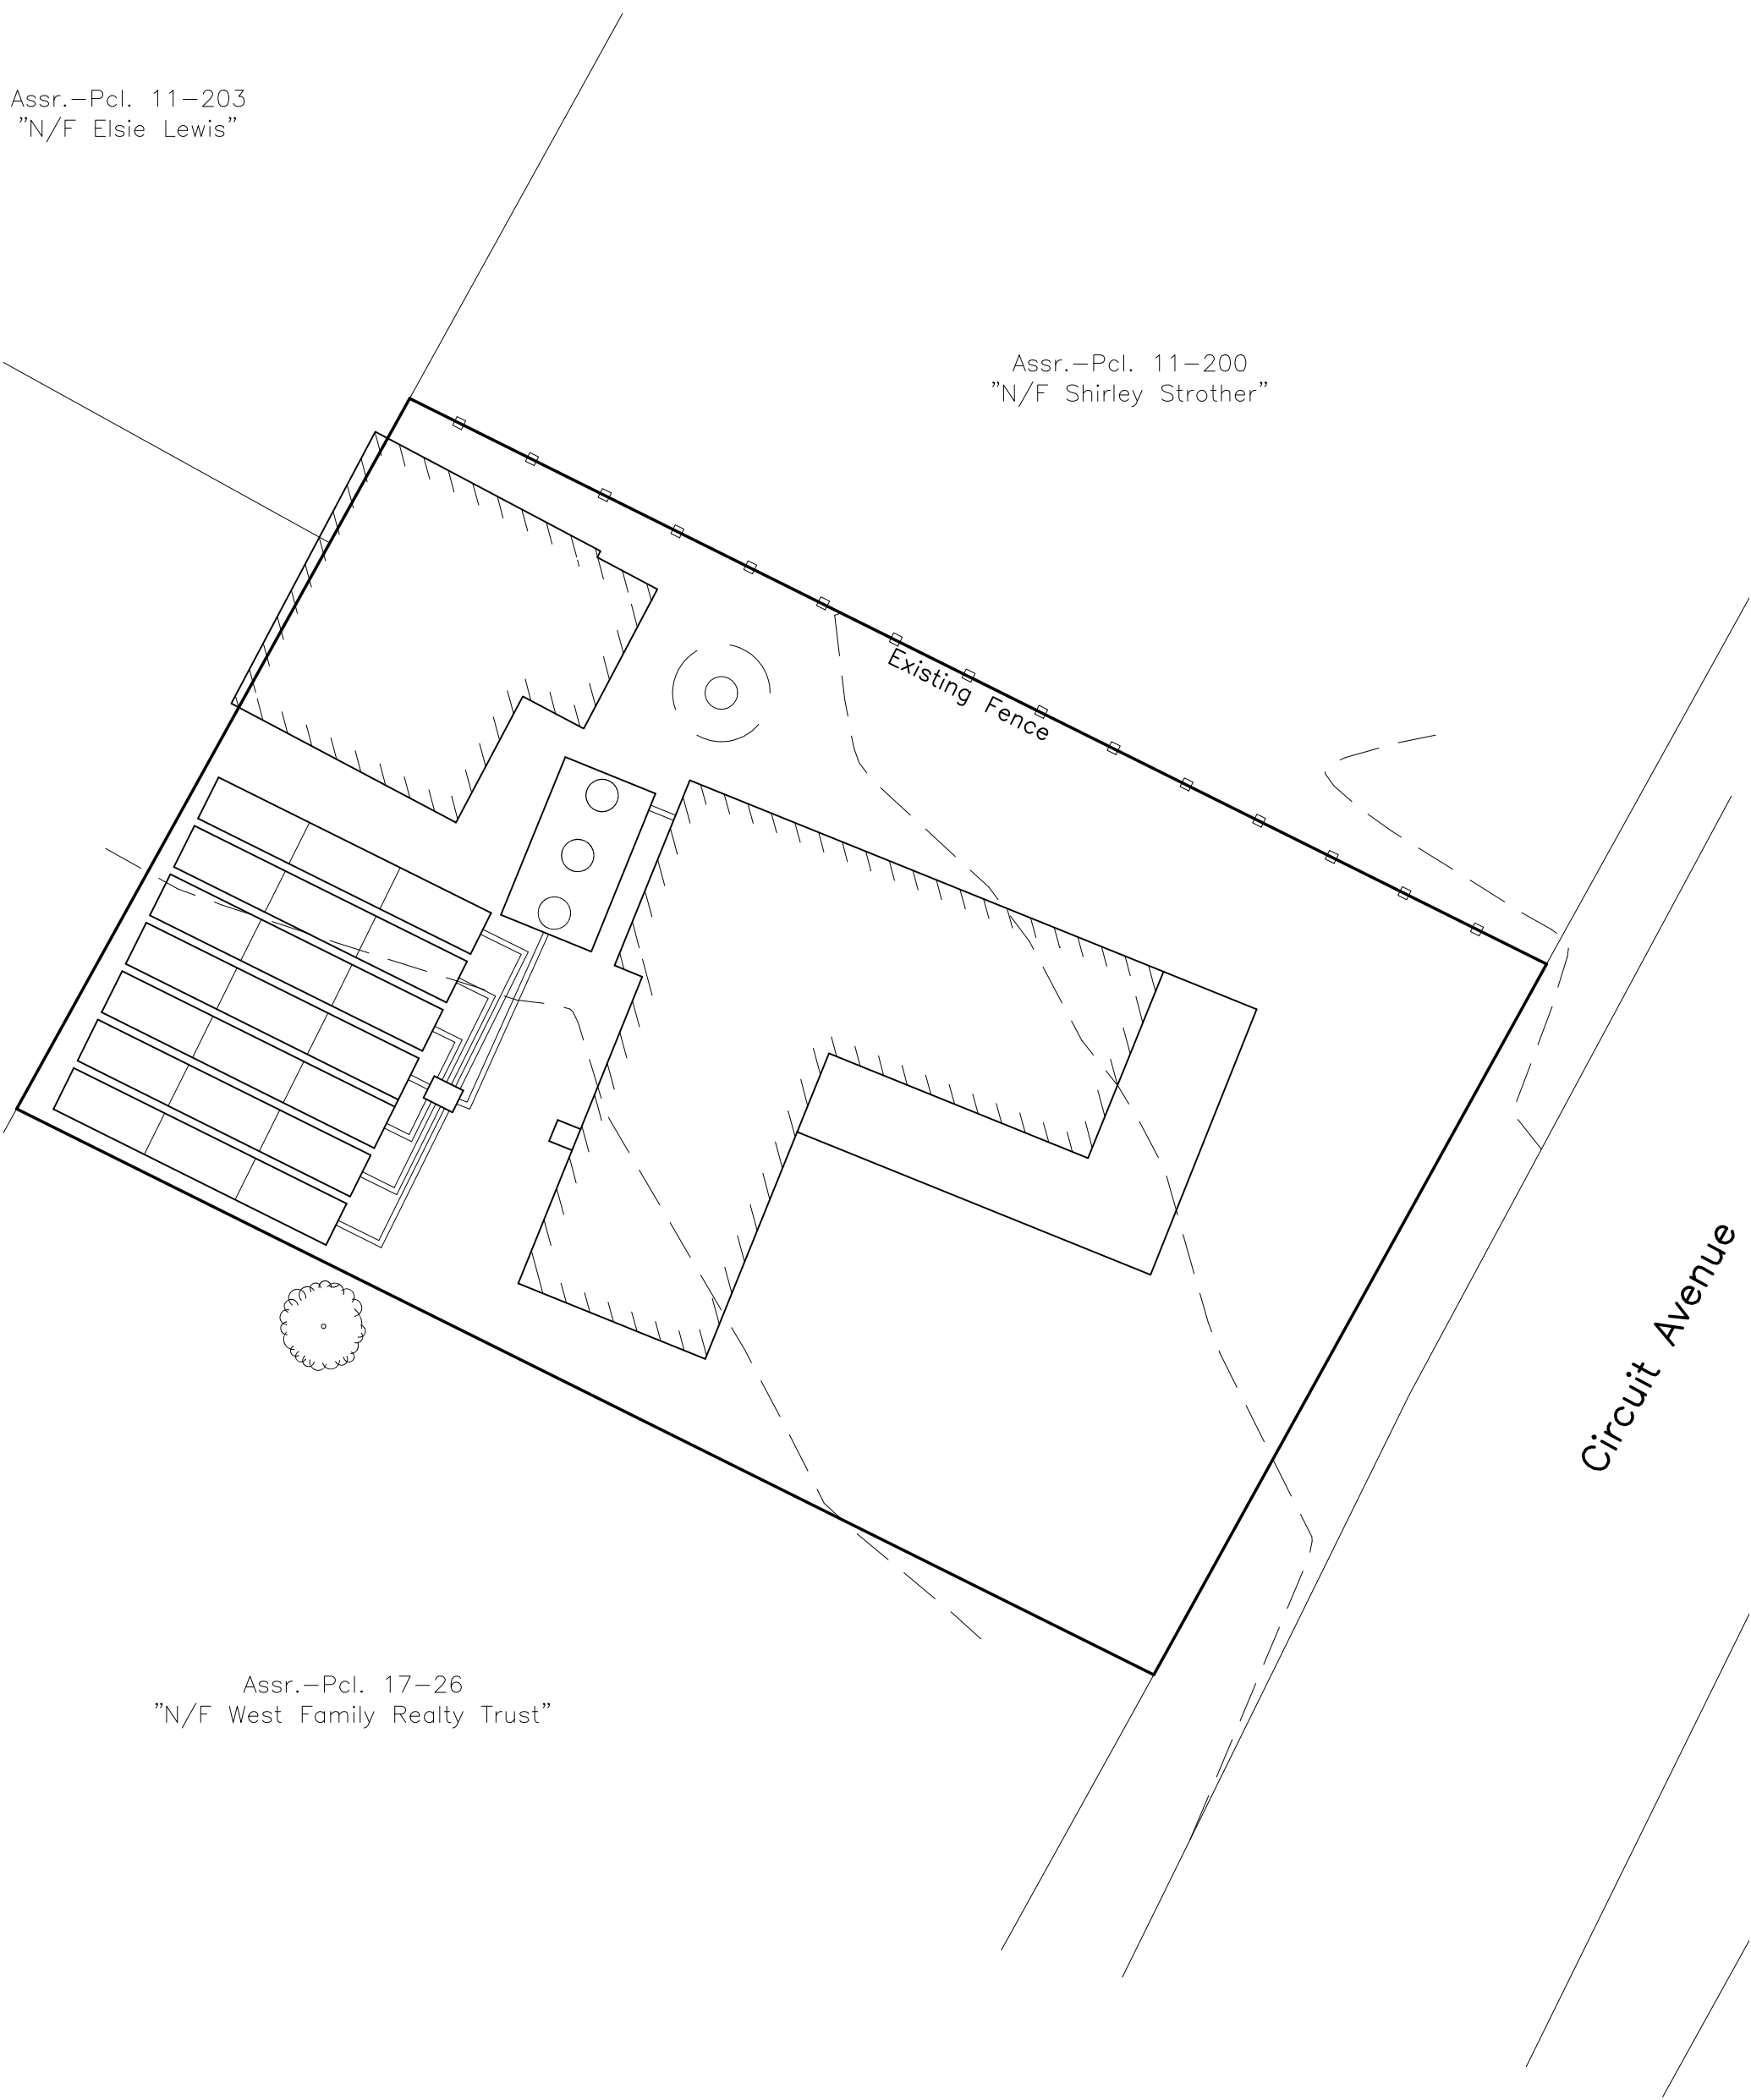 Assr.-Pcl. 11-203
"N/F Elsie Lewis"
Assr.-Pcl. 11-200
"N/F Shirley Strother"
Existing Fence
Circuit Avenue
Assr.-Pcl. 17-26
"N/F West Family Realty Trust"